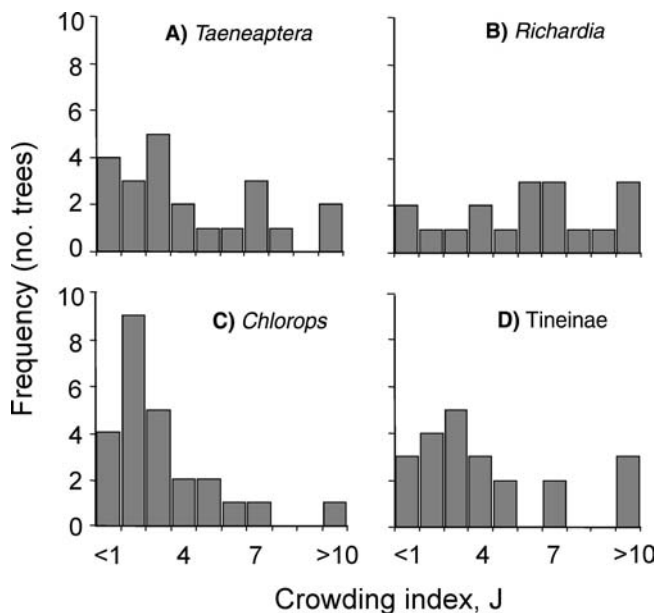 10
8
6
4
2
0
A) Taeneaptera
B) Richardia
Frequency (no. trees)
10
8
6
4
2
0
C) Chlorops
D) Tineinae
<1 4 7 >10
<1 4 7 >10
Crowding index, J